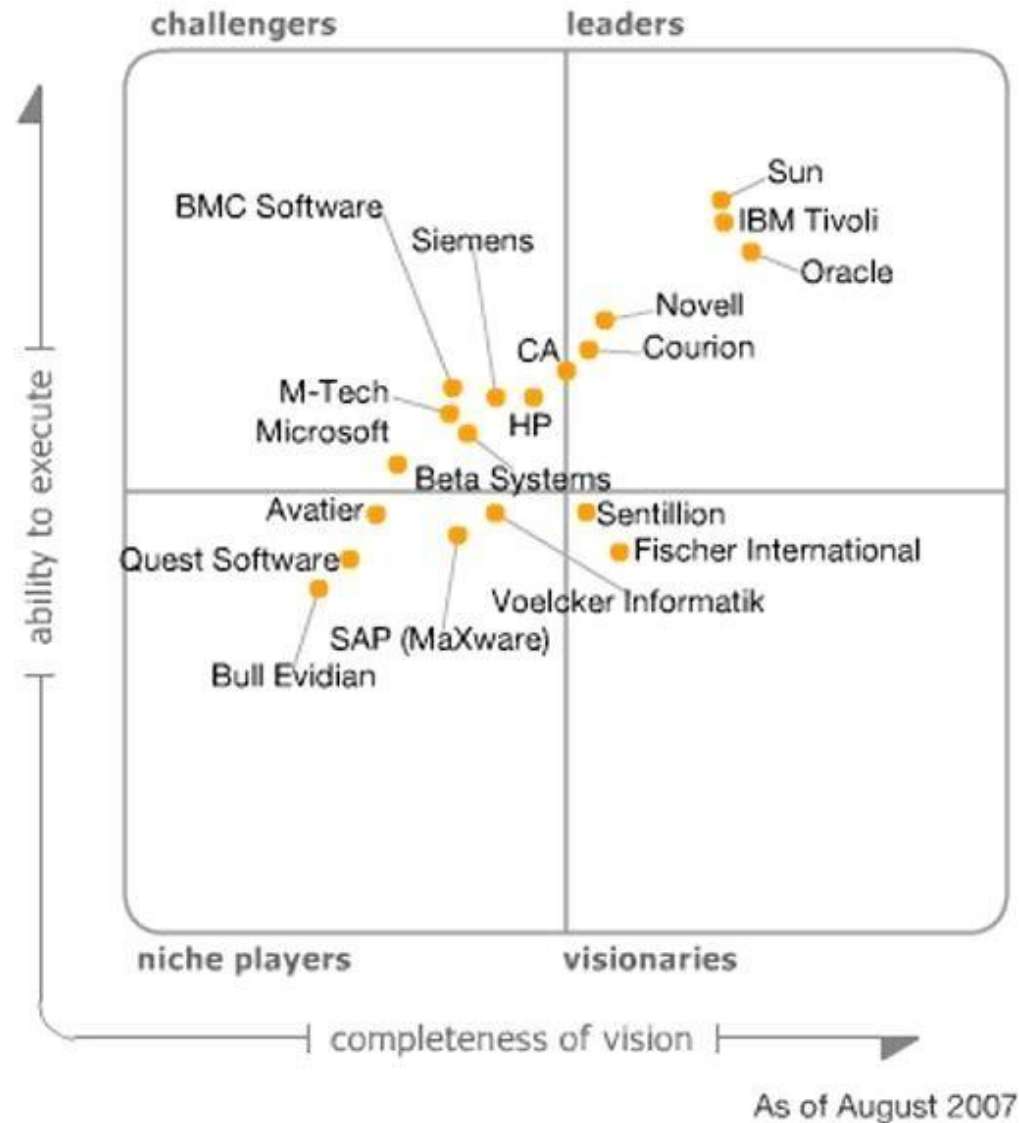 challengers
leaders
Sun
BMC Software
IBM Tivoli
Siemens
Oracle
Novell
CA
Courion
M-Tech
HP
Microsoft
Beta Systems
Avatier
Sentillion
Quest Software
Fischer International
Voelcker Informatik
SAP (MaXware)
Bull Evidian
ability to execute
niche players
visionaries
completeness of vision
As of August 2007